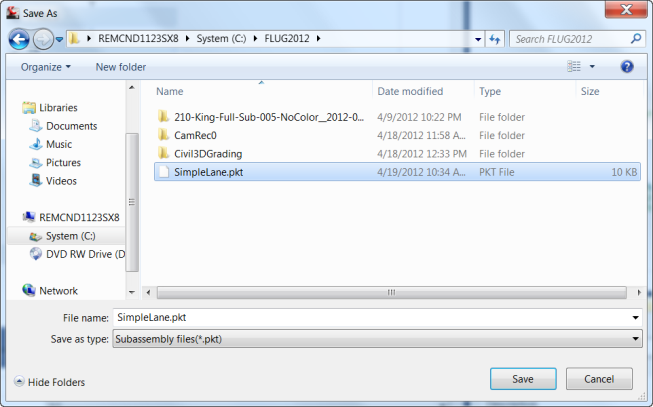 Save As
REMCND1123SX8 System (C:) FLUG2012 Search FLUG2012
Organize New folder
Name Date modified Type Size
Libraries
Documents
Music
Pictures
Videos
REMCND1123SX8
System (C:)
DVD RW Drive (D
Network
210-King-Full-Sub-005-NoColor__2012-0... 4/9/2012 10:22 PM File folder
CamRec0 4/18/2012 11:58 A... File folder
Civil3DGrading 4/18/2012 12:33 PM File folder
SimpleLane.pkt 4/19/2012 10:34 A... PKT File 10 KB
File name: SimpleLane.pkt
Save as type: Subassembly files(*.pkt)
Hide Folders Save Cancel